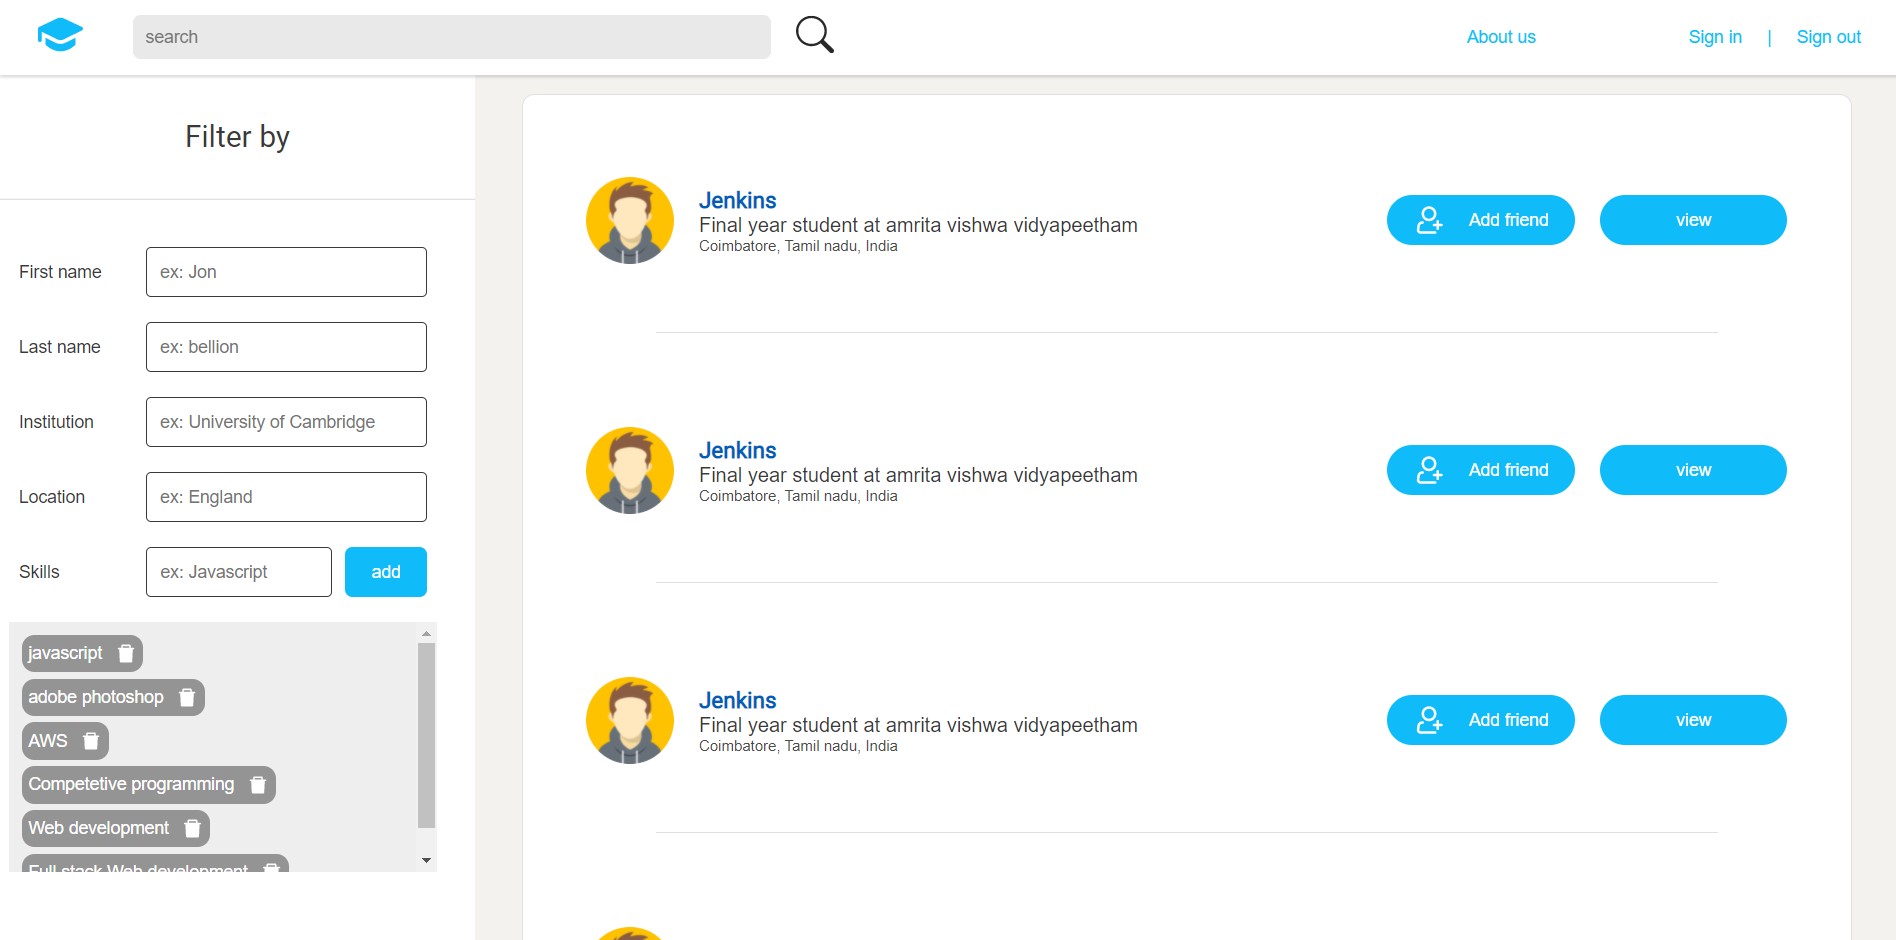 search
About us
Sign in | Sign out
Filter by
First name
ex: Jon
Last name
ex: bellion
Institution
ex: University of Cambridge
Location
ex: England
Skills
ex: Javascript
add
javascript
adobe photoshop
AWS
Competetive programming
Web development
Full stack Web development
Jenkins
Final year student at amrita vishwa vidyapeetham
Coimbatore, Tamil nadu, India
Add friend
view
Jenkins
Final year student at amrita vishwa vidyapeetham
Coimbatore, Tamil nadu, India
Add friend
view
Jenkins
Final year student at amrita vishwa vidyapeetham
Coimbatore, Tamil nadu, India
Add friend
view